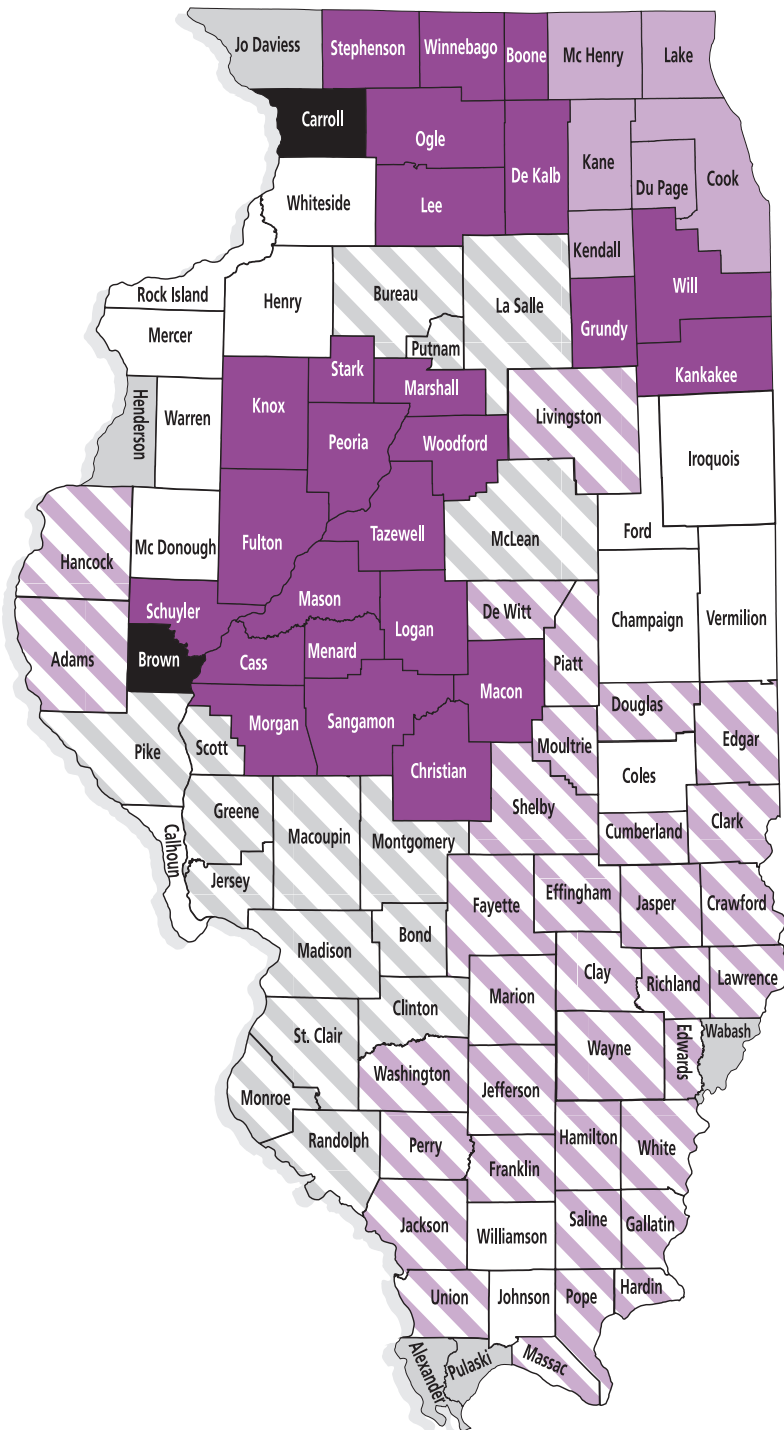 Jo Daviess
Stephenson
Winnebago
Boone
Mc Henry
Lake
Carroll
Ogle
De Kalb
Kane
Cook
Du Page
Whiteside
Lee
Kendall
Rock Island
Henry
Bureau
La Salle
Will
Grundy
Mercer
Putnam
Stark
Marshall
Kankakee
Henderson
Warren
Knox
Peoria
Woodford
Livingston
Iroquois
Hancock
Mc Donough
Fulton
Tazewell
McLean
Ford
Schuyler
Mason
Logan
De Witt
Champaign
Vermilion
Adams
Brown
Cass
Menard
Macon
Piatt
Morgan
Sangamon
Douglas
Edgar
Pike
Scott
Christian
Moultrie
Coles
Greene
Macoupin
Montgomery
Shelby
Cumberland
Clark
Calhoun
Jersey
Fayette
Effingham
Jasper
Crawford
Madison
Bond
Clay
Richland
Lawrence
Marion
Clinton
St. Clair
Wayne
Edwards
Wabash
Washington
Jefferson
Monroe
Randolph
Perry
Franklin
Hamilton
White
Jackson
Williamson
Saline
Gallatin
Union
Johnson
Pope
Hardin
Alexander
Pulaski
Massac